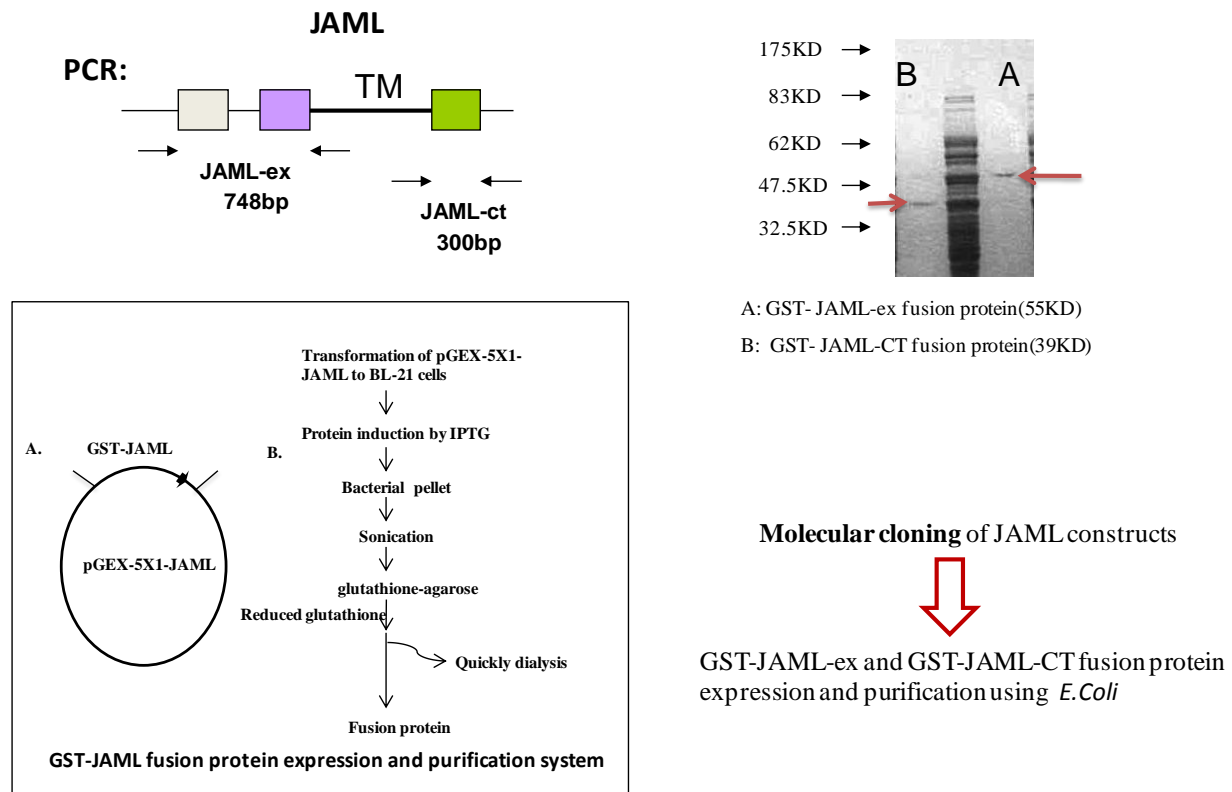 JAML
PCR:
TM
JAML-ex
748bp
JAML-ct
300bp
175KD
83KD
62KD
47.5KD
32.5KD
B
A
A: GST- JAML-ex fusion protein(55KD)
B: GST- JAML-CT fusion protein(39KD)
A.
GST-JAML
pGEX-5X1-JAML
B.
Transformation of pGEX-5X1-
JAML to BL-21 cells
Protein induction by IPTG
Bacterial pellet
Sonication
glutathione-agarose
Reduced glutathione
Quickly dialysis
Fusion protein
GST-JAML fusion protein expression and purification system
Molecular cloning of JAML constructs
GST-JAML-ex and GST-JAML-CT fusion protein
expression and purification using E.Coli